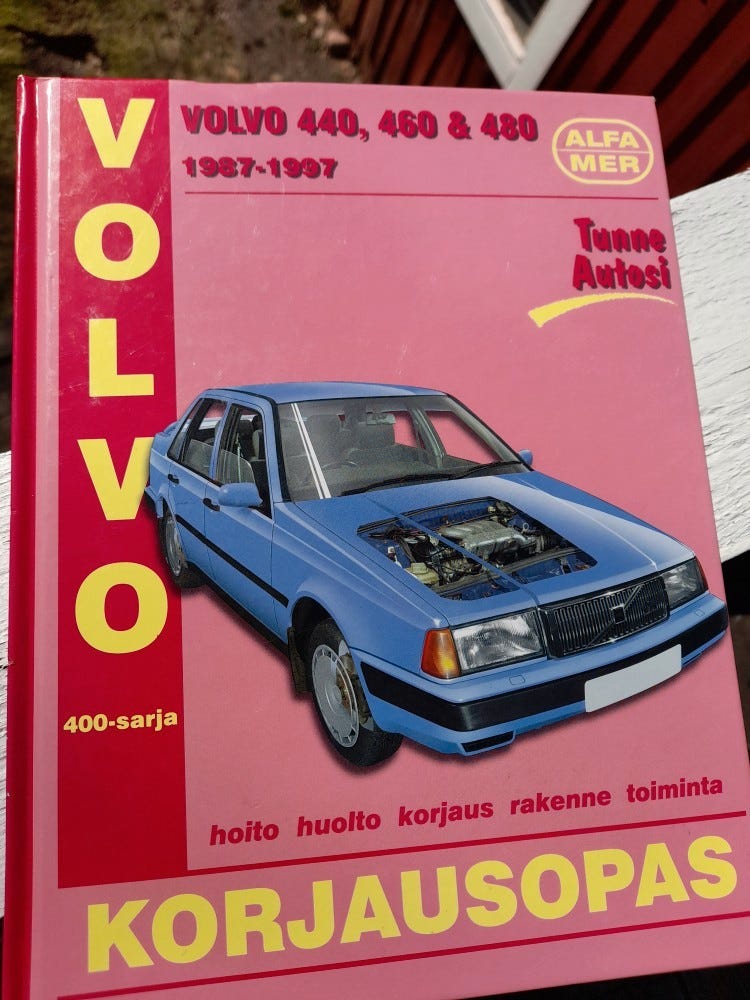 VOLVO
VOLVO 440, 460 & 480
1987-1997
ALFA
MER
Tunne
Autosi
400-sarja
hoito huolto korjaus rakenne toiminta
KORJAUSOPAS